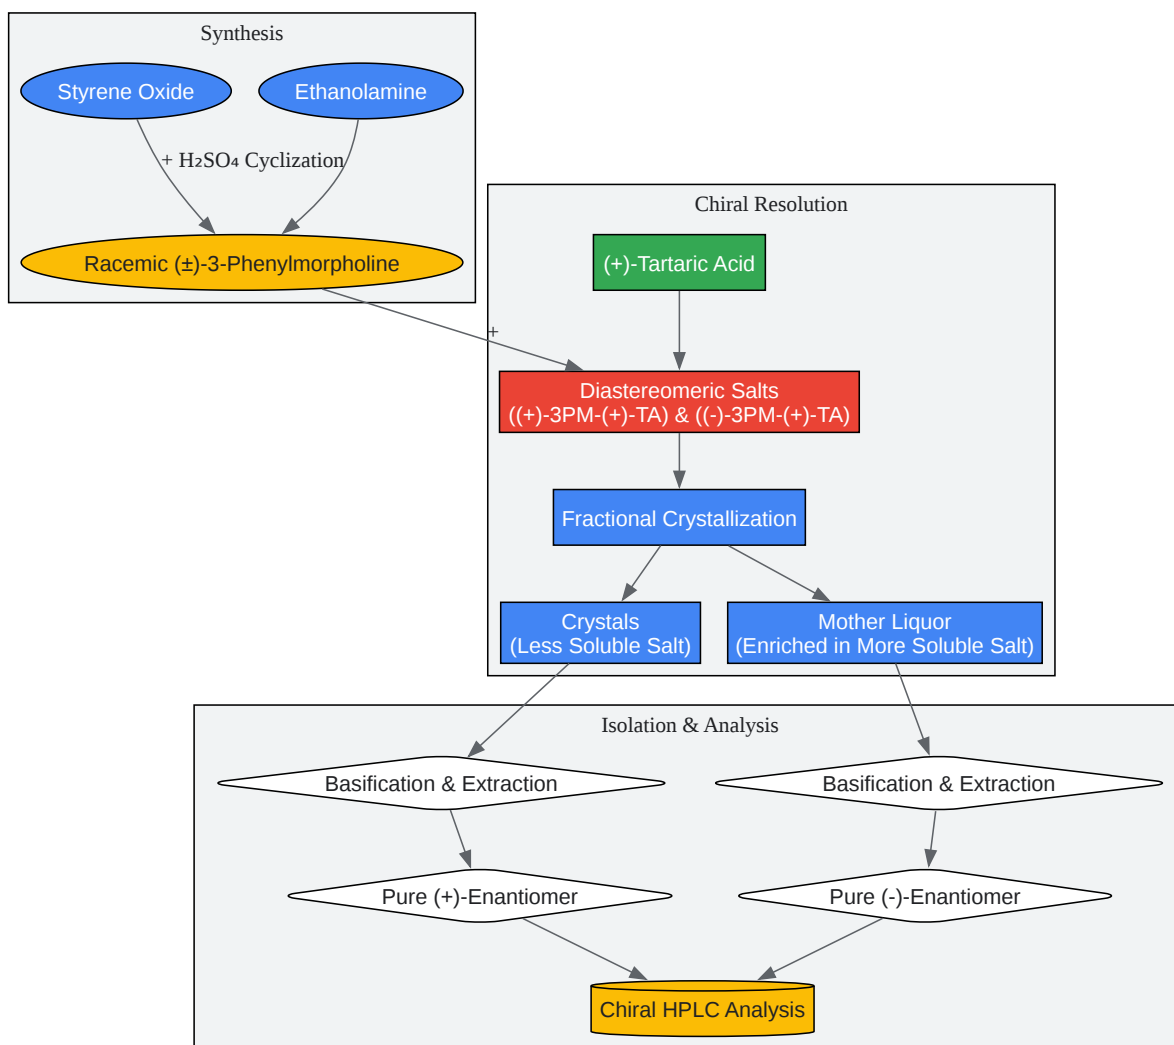 Synthesis
Styrene Oxide
Ethanolamine
+ H₂SO₄ Cyclization
Racemic (±)-3-Phenylmorpholine
Chiral Resolution
(+)-Tartaric Acid
+
Diastereomeric Salts
((+)-3PM-(+)-TA) & ((-)-3PM-(+)-TA)
Fractional Crystallization
Crystals
(Less Soluble Salt)
Mother Liquor
(Enriched in More Soluble Salt)
Isolation & Analysis
Basification & Extraction
Basification & Extraction
Pure (+)-Enantiomer
Pure (-)-Enantiomer
Chiral HPLC Analysis